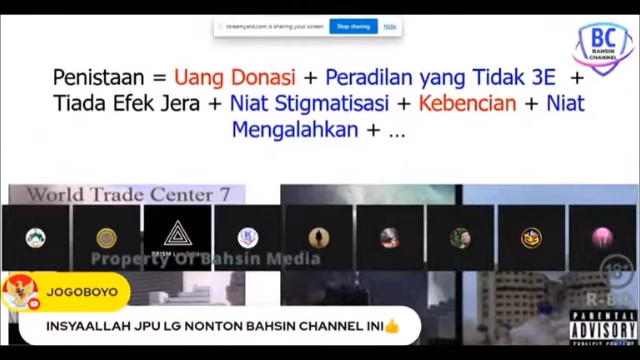 streamyard.com is sharing your screen.
Stop sharing
Hide
BC
BAHSIN
CHANNEL
Penistaan = Uang Donasi + Peradilan yang Tidak 3E +
Tiada Efek Jera + Niat Stigmatisasi + Kebencian + Niat
Mengalahkan + ...
World Trade Center 7
Property Of Bahsin Media
18+
JOGOBOYO
INSYAALLAH JPU LG NONTON BAHSIN CHANNEL INI👍
PARENTAL
ADVISORY
EXPLICIT CONTENT